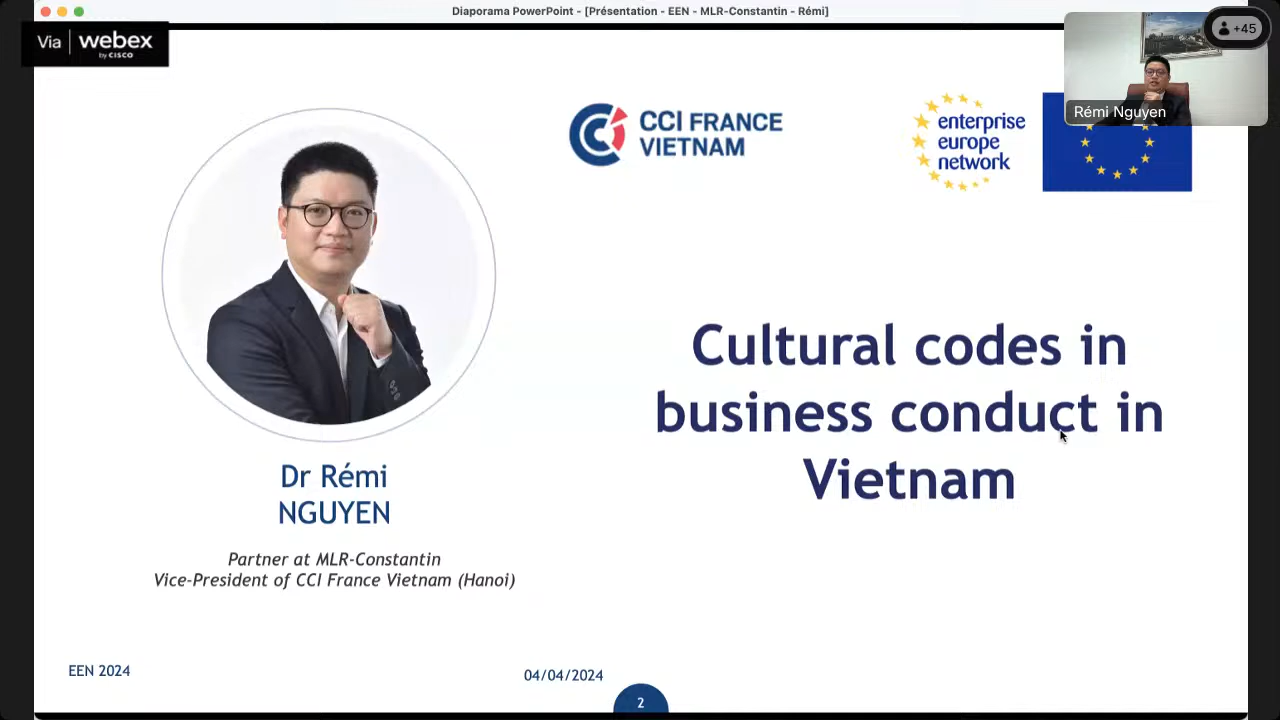 Diaporama PowerPoint - [Présentation - EEN - MLR-Constantin - Rémi]
Via webex
by CISCO
+45
Rémi Nguyen
CCI FRANCE
VIETNAM
enterprise
europe
network
Cultural codes in
business conduct in
Vietnam
Dr Rémi
NGUYEN
Partner at MLR-Constantin
Vice-President of CCI France Vietnam (Hanoi)
EEN 2024
04/04/2024
2